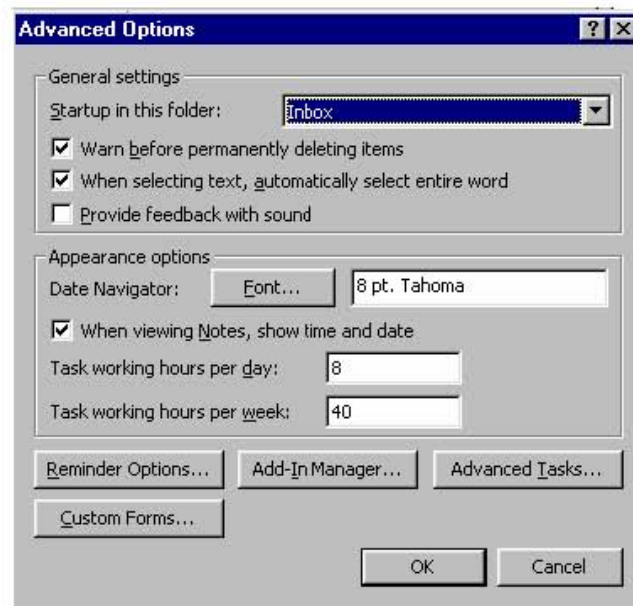 Advanced Options
General settings
Startup in this folder: Inbox
Warn before permanently deleting items
When selecting text, automatically select entire word
Provide feedback with sound
Appearance options
Date Navigator: Font... 8 pt. Tahoma
When viewing Notes, show time and date
Task working hours per day: 8
Task working hours per week: 40
Reminder Options... Add-In Manager... Advanced Tasks...
Custom Forms...
OK Cancel